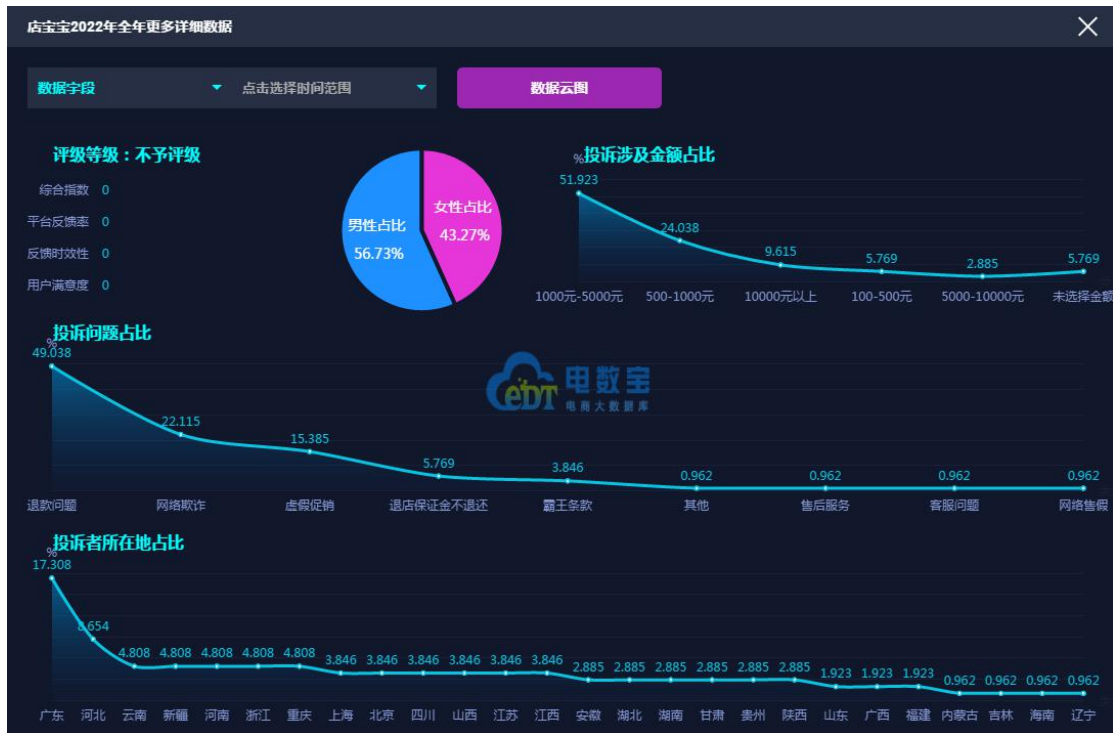 店宝宝2022年全年更多详细数据
数据字段
点击选择时间范围
数据云图
评级等级：不予评级
综合指数 0
平台反馈率 0
反馈时效性 0
用户满意度 0
男性占比
56.73%
女性占比
43.27%
投诉涉及金额占比
%
51.923 24.038 9.615 5.769 2.885 5.769
1000元-5000元 500-1000元 10000元以上 100-500元 5000-10000元 未选择金额
投诉问题占比
%
49.038 22.115 15.385 5.769 3.846 0.962 0.962 0.962 0.962
退款问题 网络欺诈 虚假促销 退店保证金不退还 霸王条款 其他 售后服务 客服问题 网络售假
eDT 电数宝
电商大数据库
投诉者所在地占比
%
17.308 8.654 4.808 4.808 4.808 4.808 4.808 3.846 3.846 3.846 3.846 3.846 3.846 2.885 2.885 2.885 2.885 2.885 2.885 1.923 1.923 1.923 0.962 0.962 0.962 0.962
广东 河北 云南 新疆 河南 浙江 重庆 上海 北京 四川 山西 江苏 江西 安徽 湖北 湖南 甘肃 贵州 陕西 山东 广西 福建 内蒙古 吉林 海南 辽宁